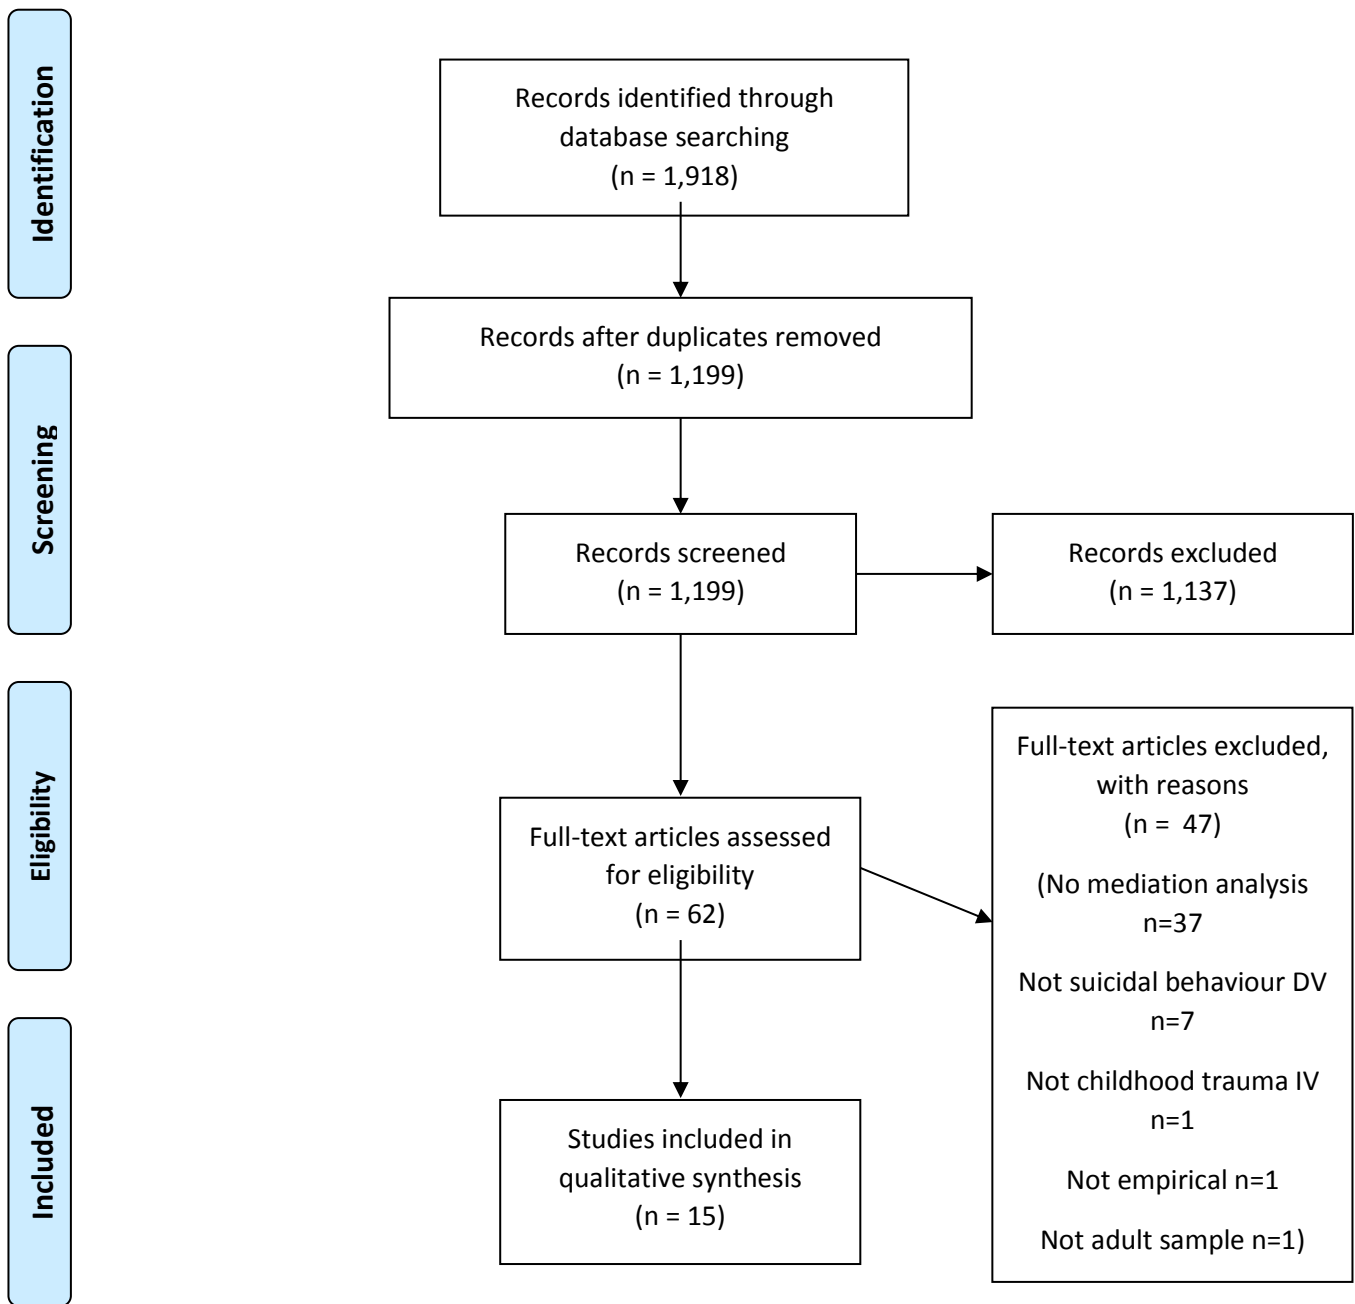 Identification
Records identified through
database searching
(n = 1,918)
Records after duplicates removed
(n = 1,199)
Screening
Records screened
(n = 1,199)
Records excluded
(n = 1,137)
Eligibility
Full-text articles assessed
for eligibility
(n = 62)
Full-text articles excluded,
with reasons
(n =  47)
(No mediation analysis
n=37
Not suicidal behaviour DV
n=7
Not childhood trauma IV
n=1
Not empirical n=1
Not adult sample n=1)
Included
Studies included in
qualitative synthesis
(n = 15)